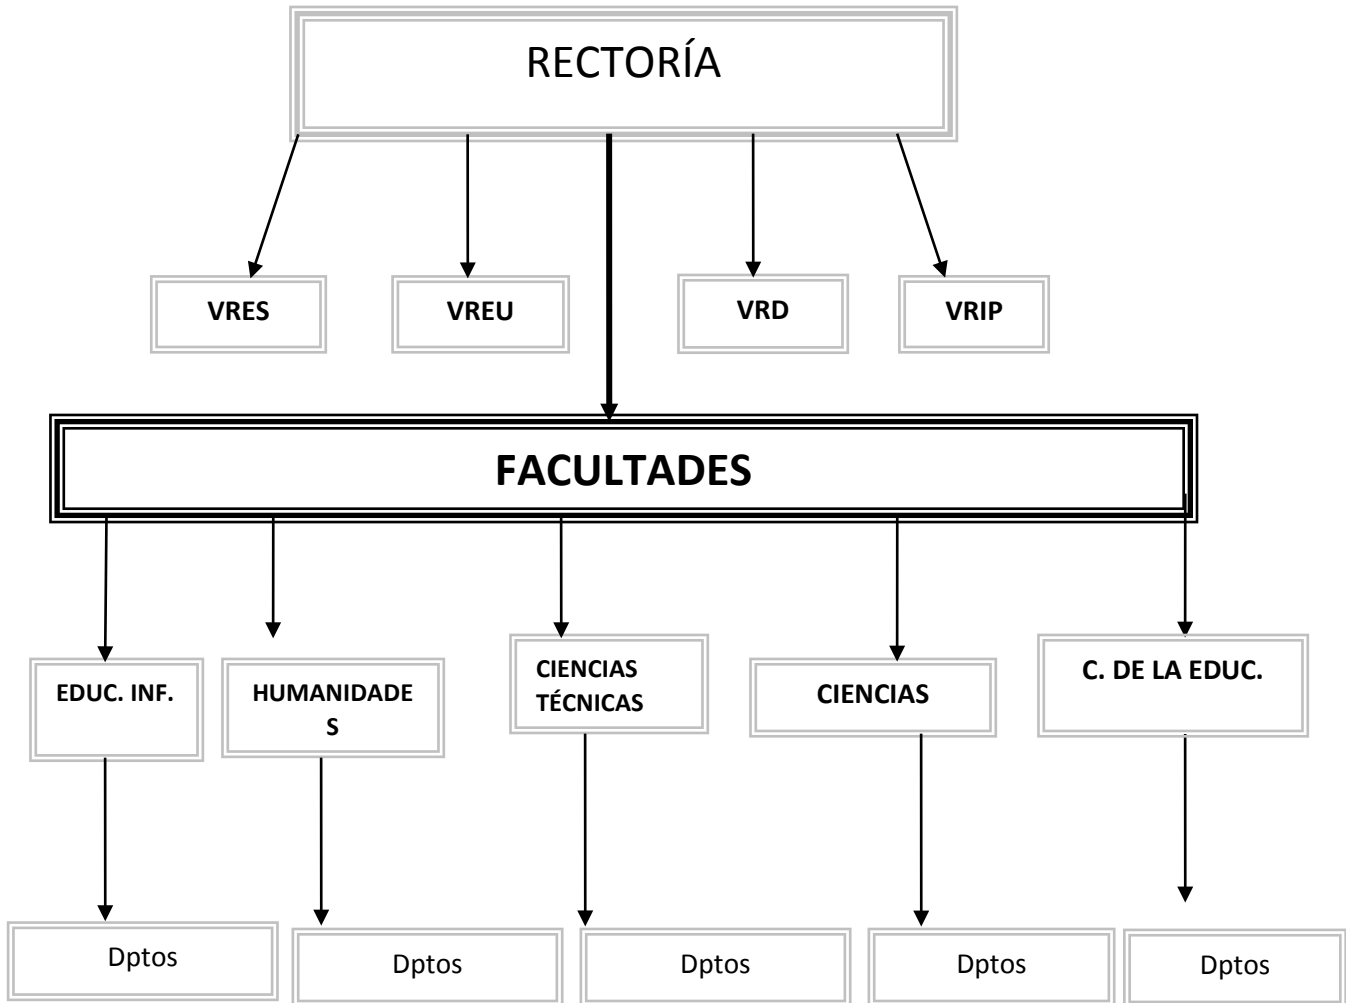 RECTORÍA
VRES
VREU
VRD
VRIP
FACULTADES
EDUC. INF.
HUMANIDADE
S
CIENCIAS
TÉCNICAS
CIENCIAS
C. DE LA EDUC.
Dptos
Dptos
Dptos
Dptos
Dptos